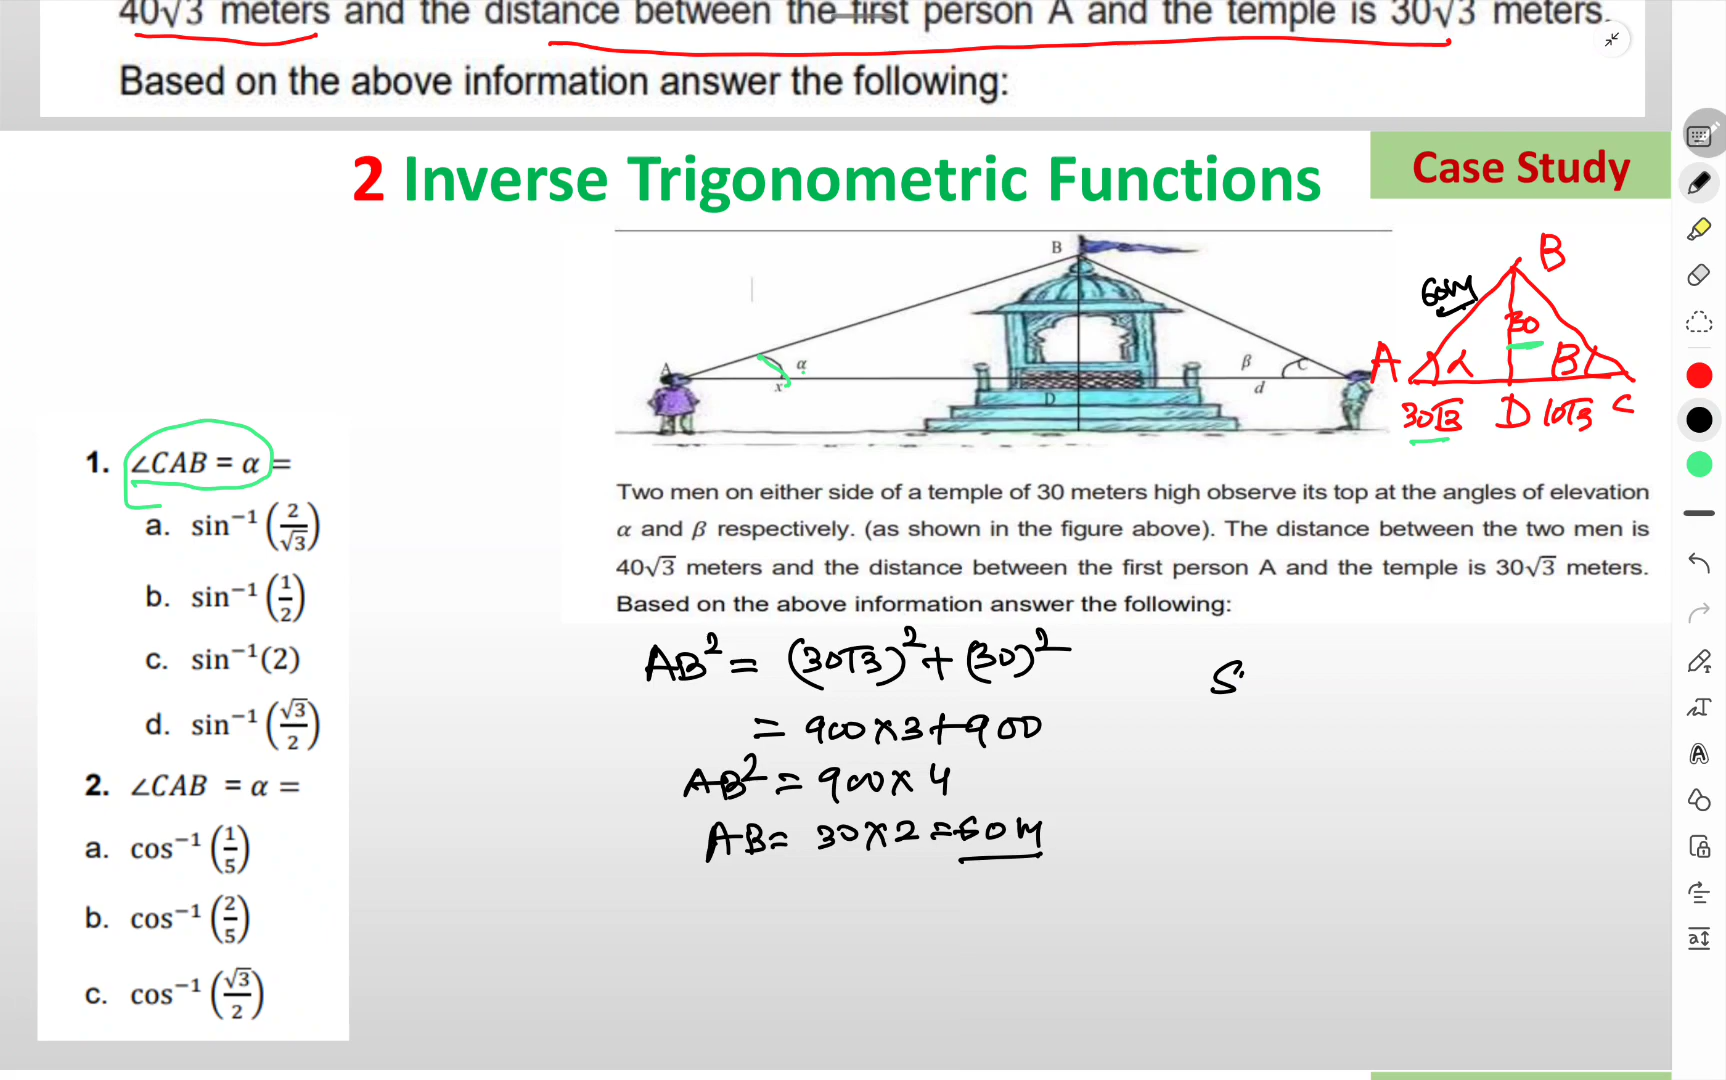 40√3 meters and the distance between the first person A and the temple is 30√3 meters.
Based on the above information answer the following:
2 Inverse Trigonometric Functions
Case Study
B
A
α
x
D
β
C
d
B
60M
30
A
α
B
30√3
D
10√3
C
1. ∠CAB = α =
a. sin⁻¹(2/√3)
b. sin⁻¹(1/2)
c. sin⁻¹(2)
d. sin⁻¹(√3/2)
2. ∠CAB = α =
a. cos⁻¹(1/5)
b. cos⁻¹(2/5)
c. cos⁻¹(√3/2)
Two men on either side of a temple of 30 meters high observe its top at the angles of elevation
α and β respectively. (as shown in the figure above). The distance between the two men is
40√3 meters and the distance between the first person A and the temple is 30√3 meters.
Based on the above information answer the following:
AB² = (30√3)² + (30)²
= 900×3+900
AB² = 900×4
AB = 30×2 = 60M
S